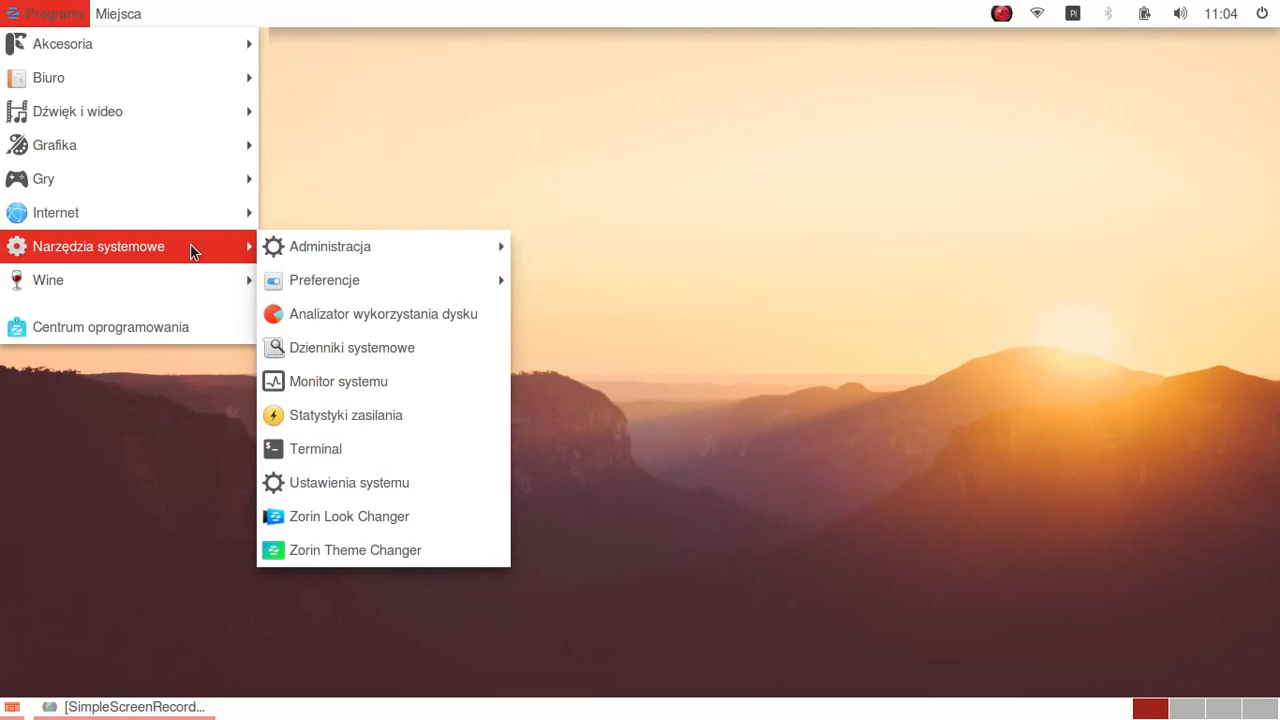 Programy Miejsca Pl 11:04
Akcesoria
Biuro
Dźwięk i wideo
Grafika
Gry
Internet
Narzędzia systemowe
Wine
Centrum oprogramowania
Administracja
Preferencje
Analizator wykorzystania dysku
Dzienniki systemowe
Monitor systemu
Statystyki zasilania
Terminal
Ustawienia systemu
Zorin Look Changer
Zorin Theme Changer
[SimpleScreenRecord...